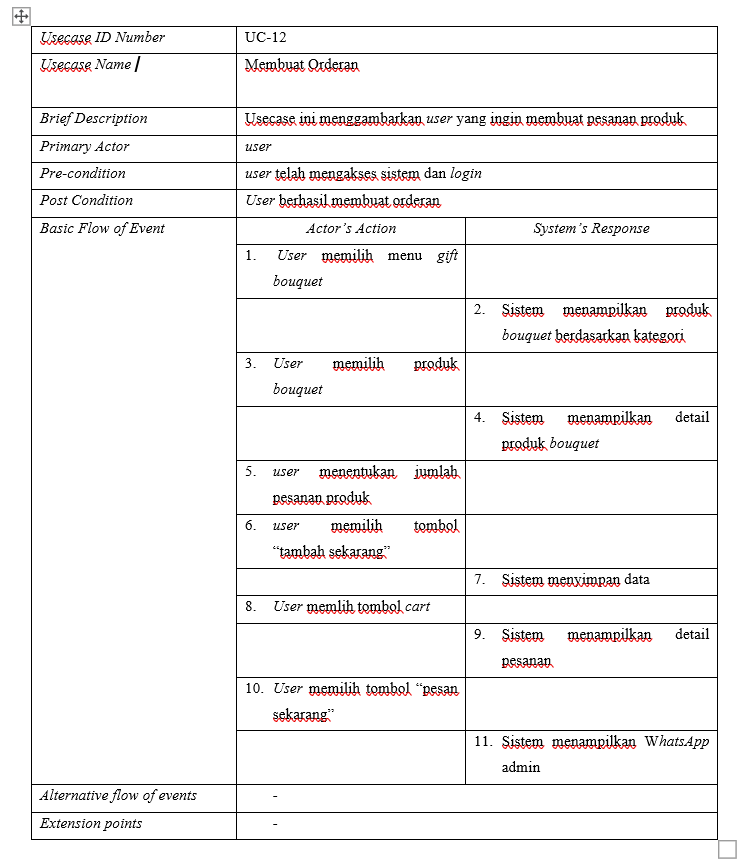 Usecase ID Number UC-12
Usecase Name Membuat Orderan
Brief Description Usecase ini menggambarkan user yang ingin membuat pesanan produk
Primary Actor user
Pre-condition user telah mengakses sistem dan login
Post Condition User berhasil membuat orderan
Basic Flow of Event Actor’s Action System’s Response
1. User memilih menu gift
bouquet
2. Sistem menampilkan produk
bouquet berdasarkan kategori
3. User memilih produk
bouquet
4. Sistem menampilkan detail
produk bouquet
5. user menentukan jumlah
pesanan produk
6. user memilih tombol
“tambah sekarang”
7. Sistem menyimpan data
8. User memlih tombol cart
9. Sistem menampilkan detail
pesanan
10. User memilih tombol “pesan
sekarang”
11. Sistem menampilkan WhatsApp
admin
Alternative flow of events -
Extension points -